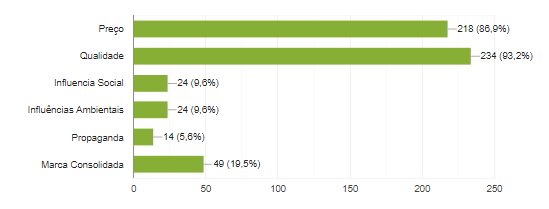 Preço 218 (86,9%)
Qualidade 234 (93,2%)
Influencia Social 24 (9,6%)
Influências Ambientais 24 (9,6%)
Propaganda 14 (5,6%)
Marca Consolidada 49 (19,5%)
0 50 100 150 200 250